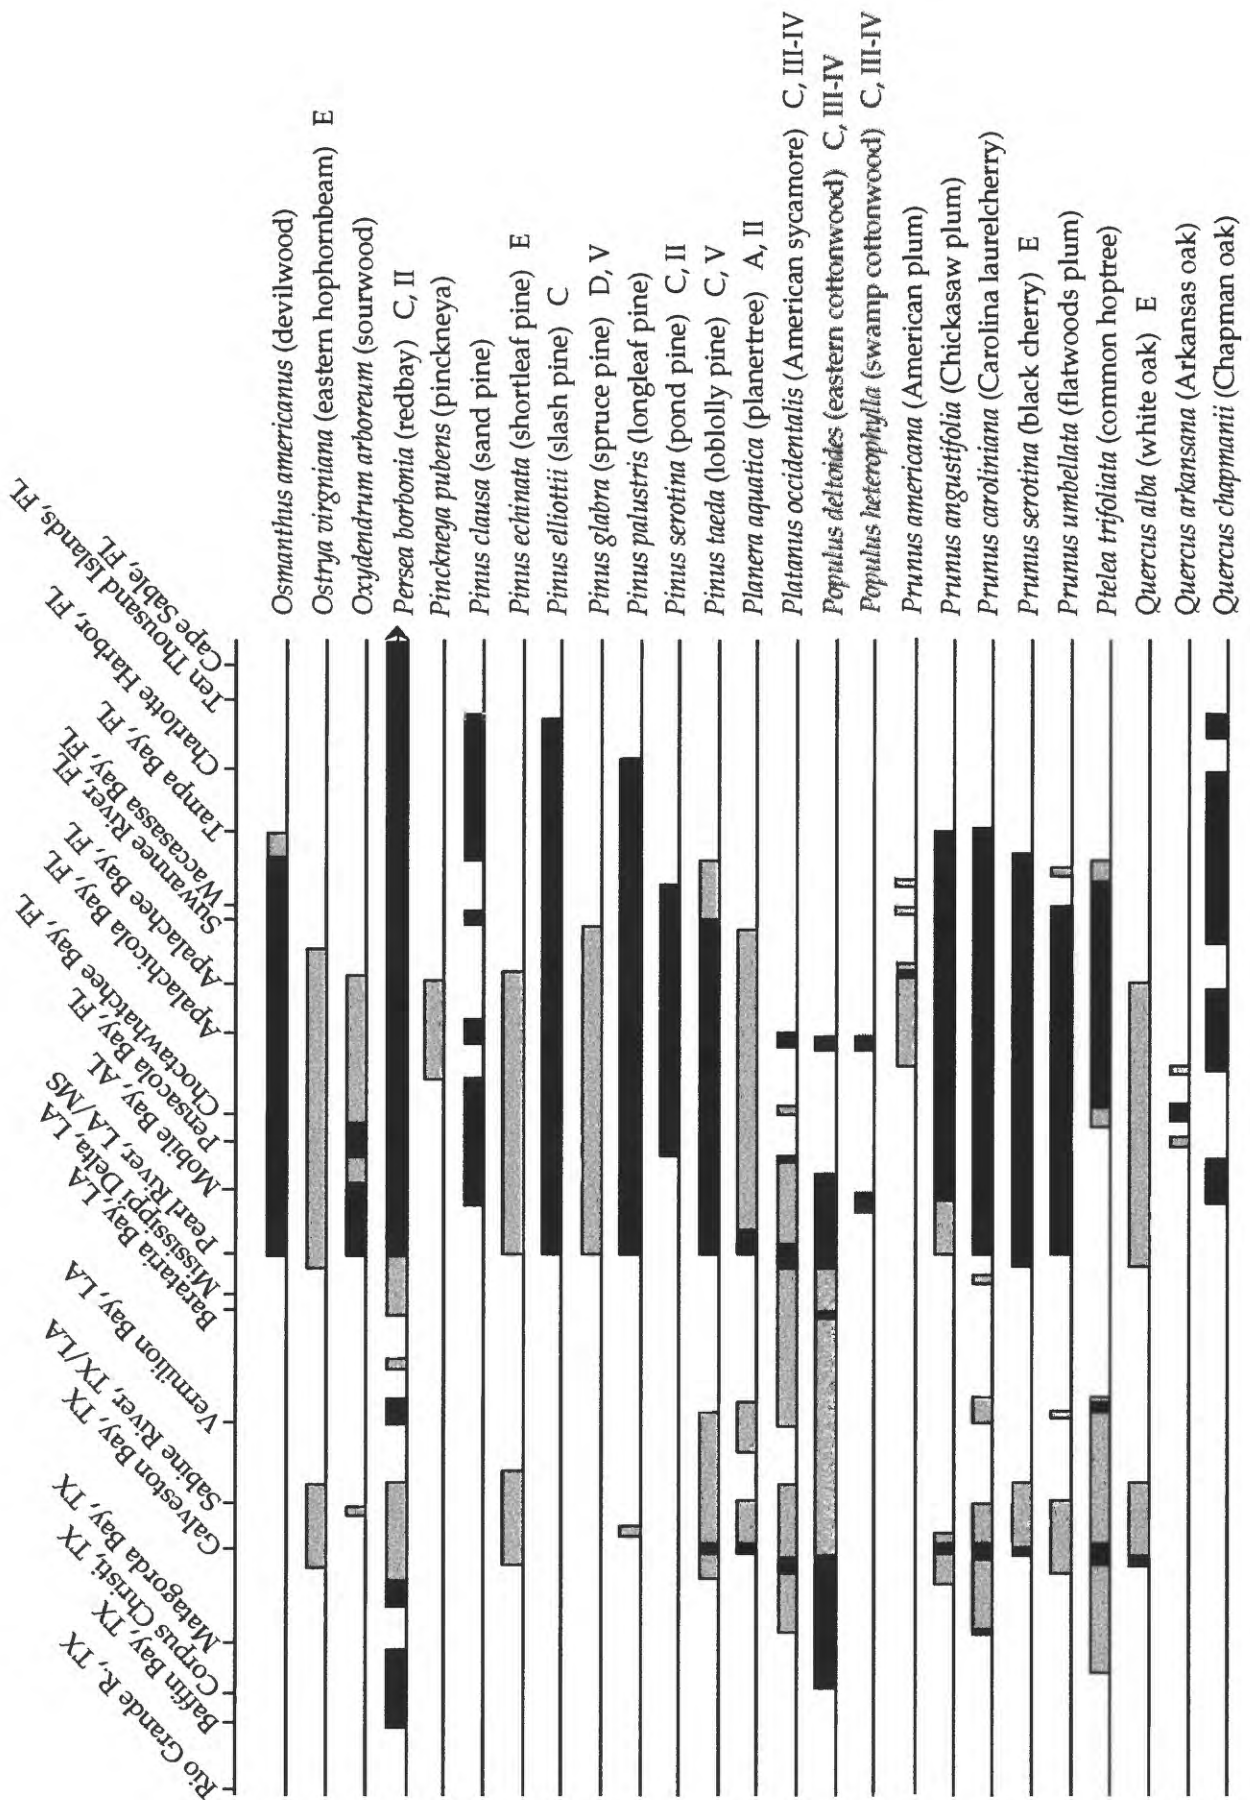 Rio Grande R, TX
Baffin Bay, TX
Corpus Christi, TX
Matagorda Bay, TX
Galveston Bay, TX
Sabine River, TX/LA
Vermilion Bay, LA
Barataria Bay, LA
Mississippi Delta, LA
Pearl River, LA/MS
Mobile Bay, AL
Pensacola Bay, FL
Choctawhatchee Bay, FL
Apalachicola Bay, FL
Apalachee Bay, FL
Suwannee River, FL
Waccasassa Bay, FL
Tampa Bay, FL
Charlotte Harbor, FL
Ten Thousand Islands, FL
Cape Sable, FL
Osmanthus americanus (devilwood)
Ostrya virgniana (eastern hophornbeam) E
Oxydendrum arboreum (sourwood)
Persea borbonia (redbay) C, II
Pinckneya pubens (pinckneya)
Pinus clausa (sand pine)
Pinus echinata (shortleaf pine) E
Pinus elliottii (slash pine) C
Pinus glabra (spruce pine) D, V
Pinus palustris (longleaf pine)
Pinus serotina (pond pine) C, II
Pinus taeda (loblolly pine) C, V
Planera aquatica (planertree) A, II
Platamus occidentalis (American sycamore) C, III-IV
Populus deltoides (eastern cottonwood) C, III-IV
Populus heterophylla (swamp cottonwood) C, III-IV
Prunus americana (American plum)
Prunus angustifolia (Chickasaw plum)
Prunus caroliniana (Carolina laurelcherry)
Prunus serotina (black cherry) E
Prunus umbellata (flatwoods plum)
Ptelea trifoliata (common hoptree)
Quercus alba (white oak) E
Quercus arkansana (Arkansas oak)
Quercus chapmanii (Chapman oak)